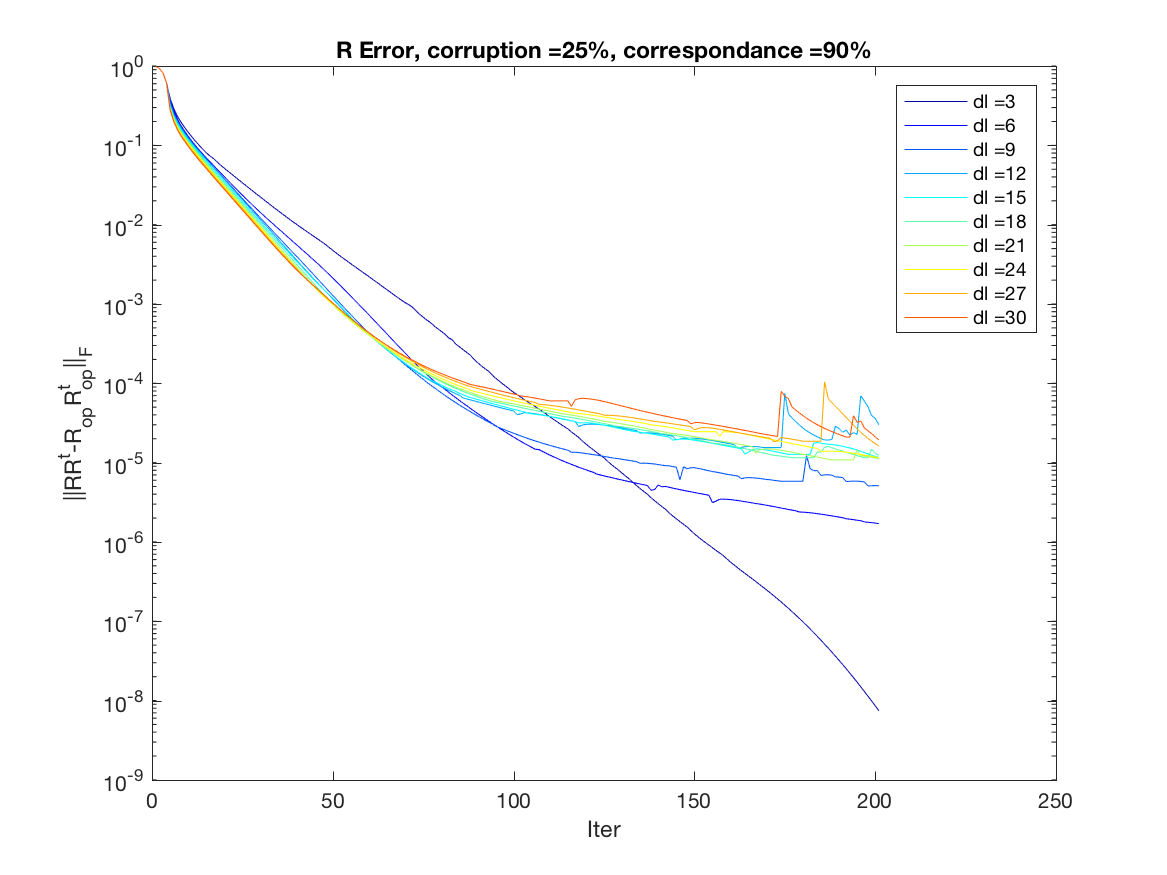 R Error, corruption =25%, correspondance =90%
10^0
10^-1
10^-2
10^-3
10^-4
10^-5
10^-6
10^-7
10^-8
10^-9
||RR^t-R_op R^t_op||_F
0 50 100 150 200 250
Iter
dl =3
dl =6
dl =9
dl =12
dl =15
dl =18
dl =21
dl =24
dl =27
dl =30